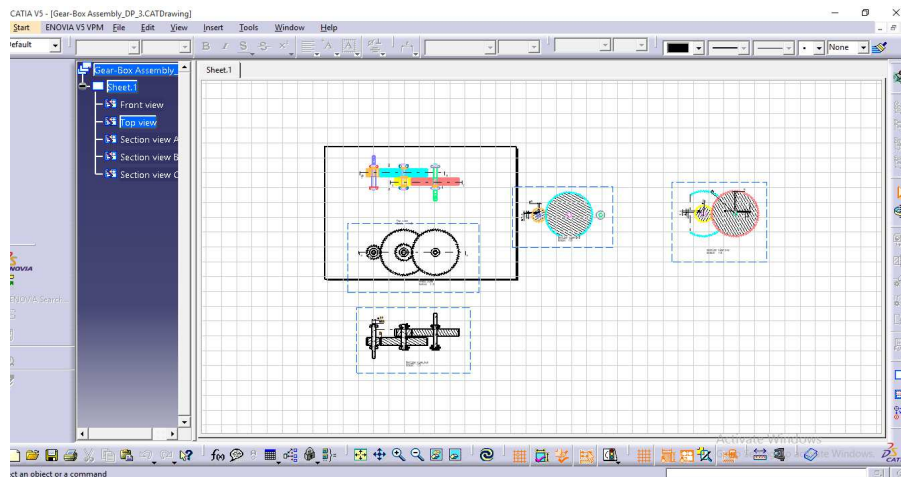 CATIA V5 - [Gear-Box Assembly_DP_3.CATDrawing]
Start ENOVIA V5 VPM File Edit View Insert Tools Window Help
efault
B I S S
None
Gear-Box Assembly_
Sheet.1
Sheet.1
Front view
Top view
Section view A
Section view B
Section view C
NOVIA
ENOVIA Search
Activate Windows
ct an object or a command